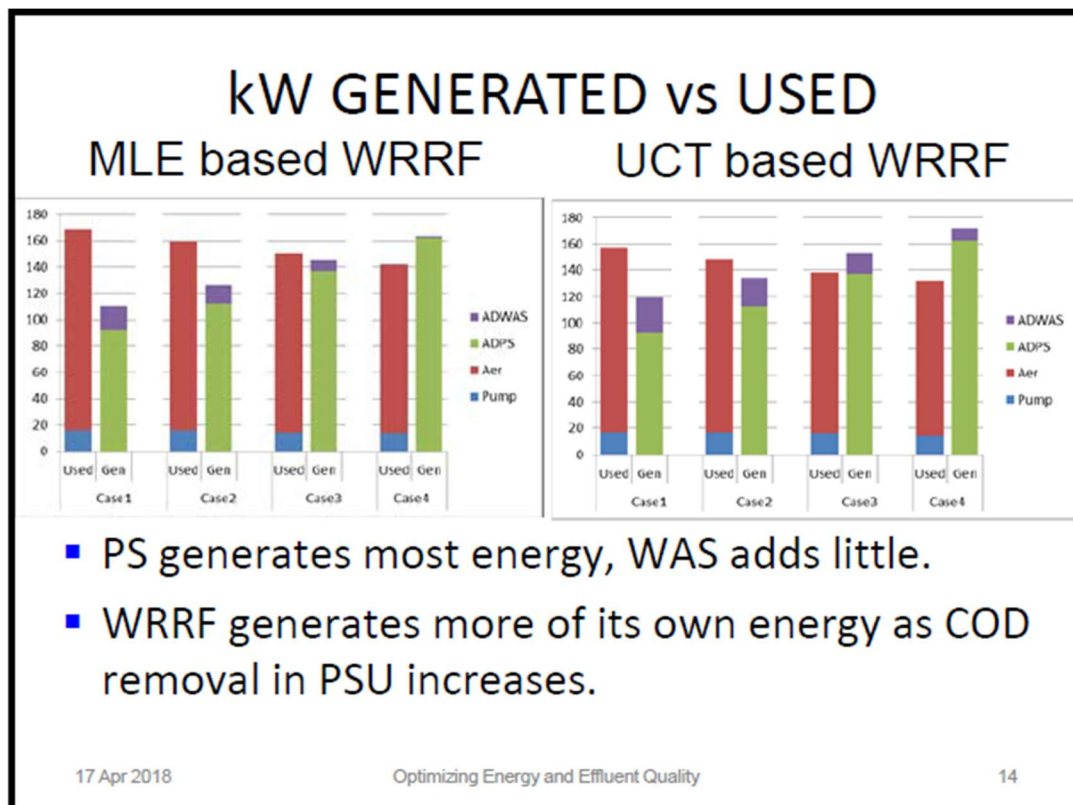 kW GENERATED vs USED
MLE based WRRF
UCT based WRRF
180
160
140
120
100
80
60
40
20
0
Used Gen Used Gen Used Gen Used Gen
Case1 Case2 Case3 Case4
ADWAS
ADPS
Aer
Pump
180
160
140
120
100
80
60
40
20
0
Used Gen Used Gen Used Gen Used Gen
Case1 Case2 Case3 Case4
ADWAS
ADPS
Aer
Pump
▪ PS generates most energy, WAS adds little.
▪ WRRF generates more of its own energy as COD
removal in PSU increases.
17 Apr 2018 Optimizing Energy and Effluent Quality 14